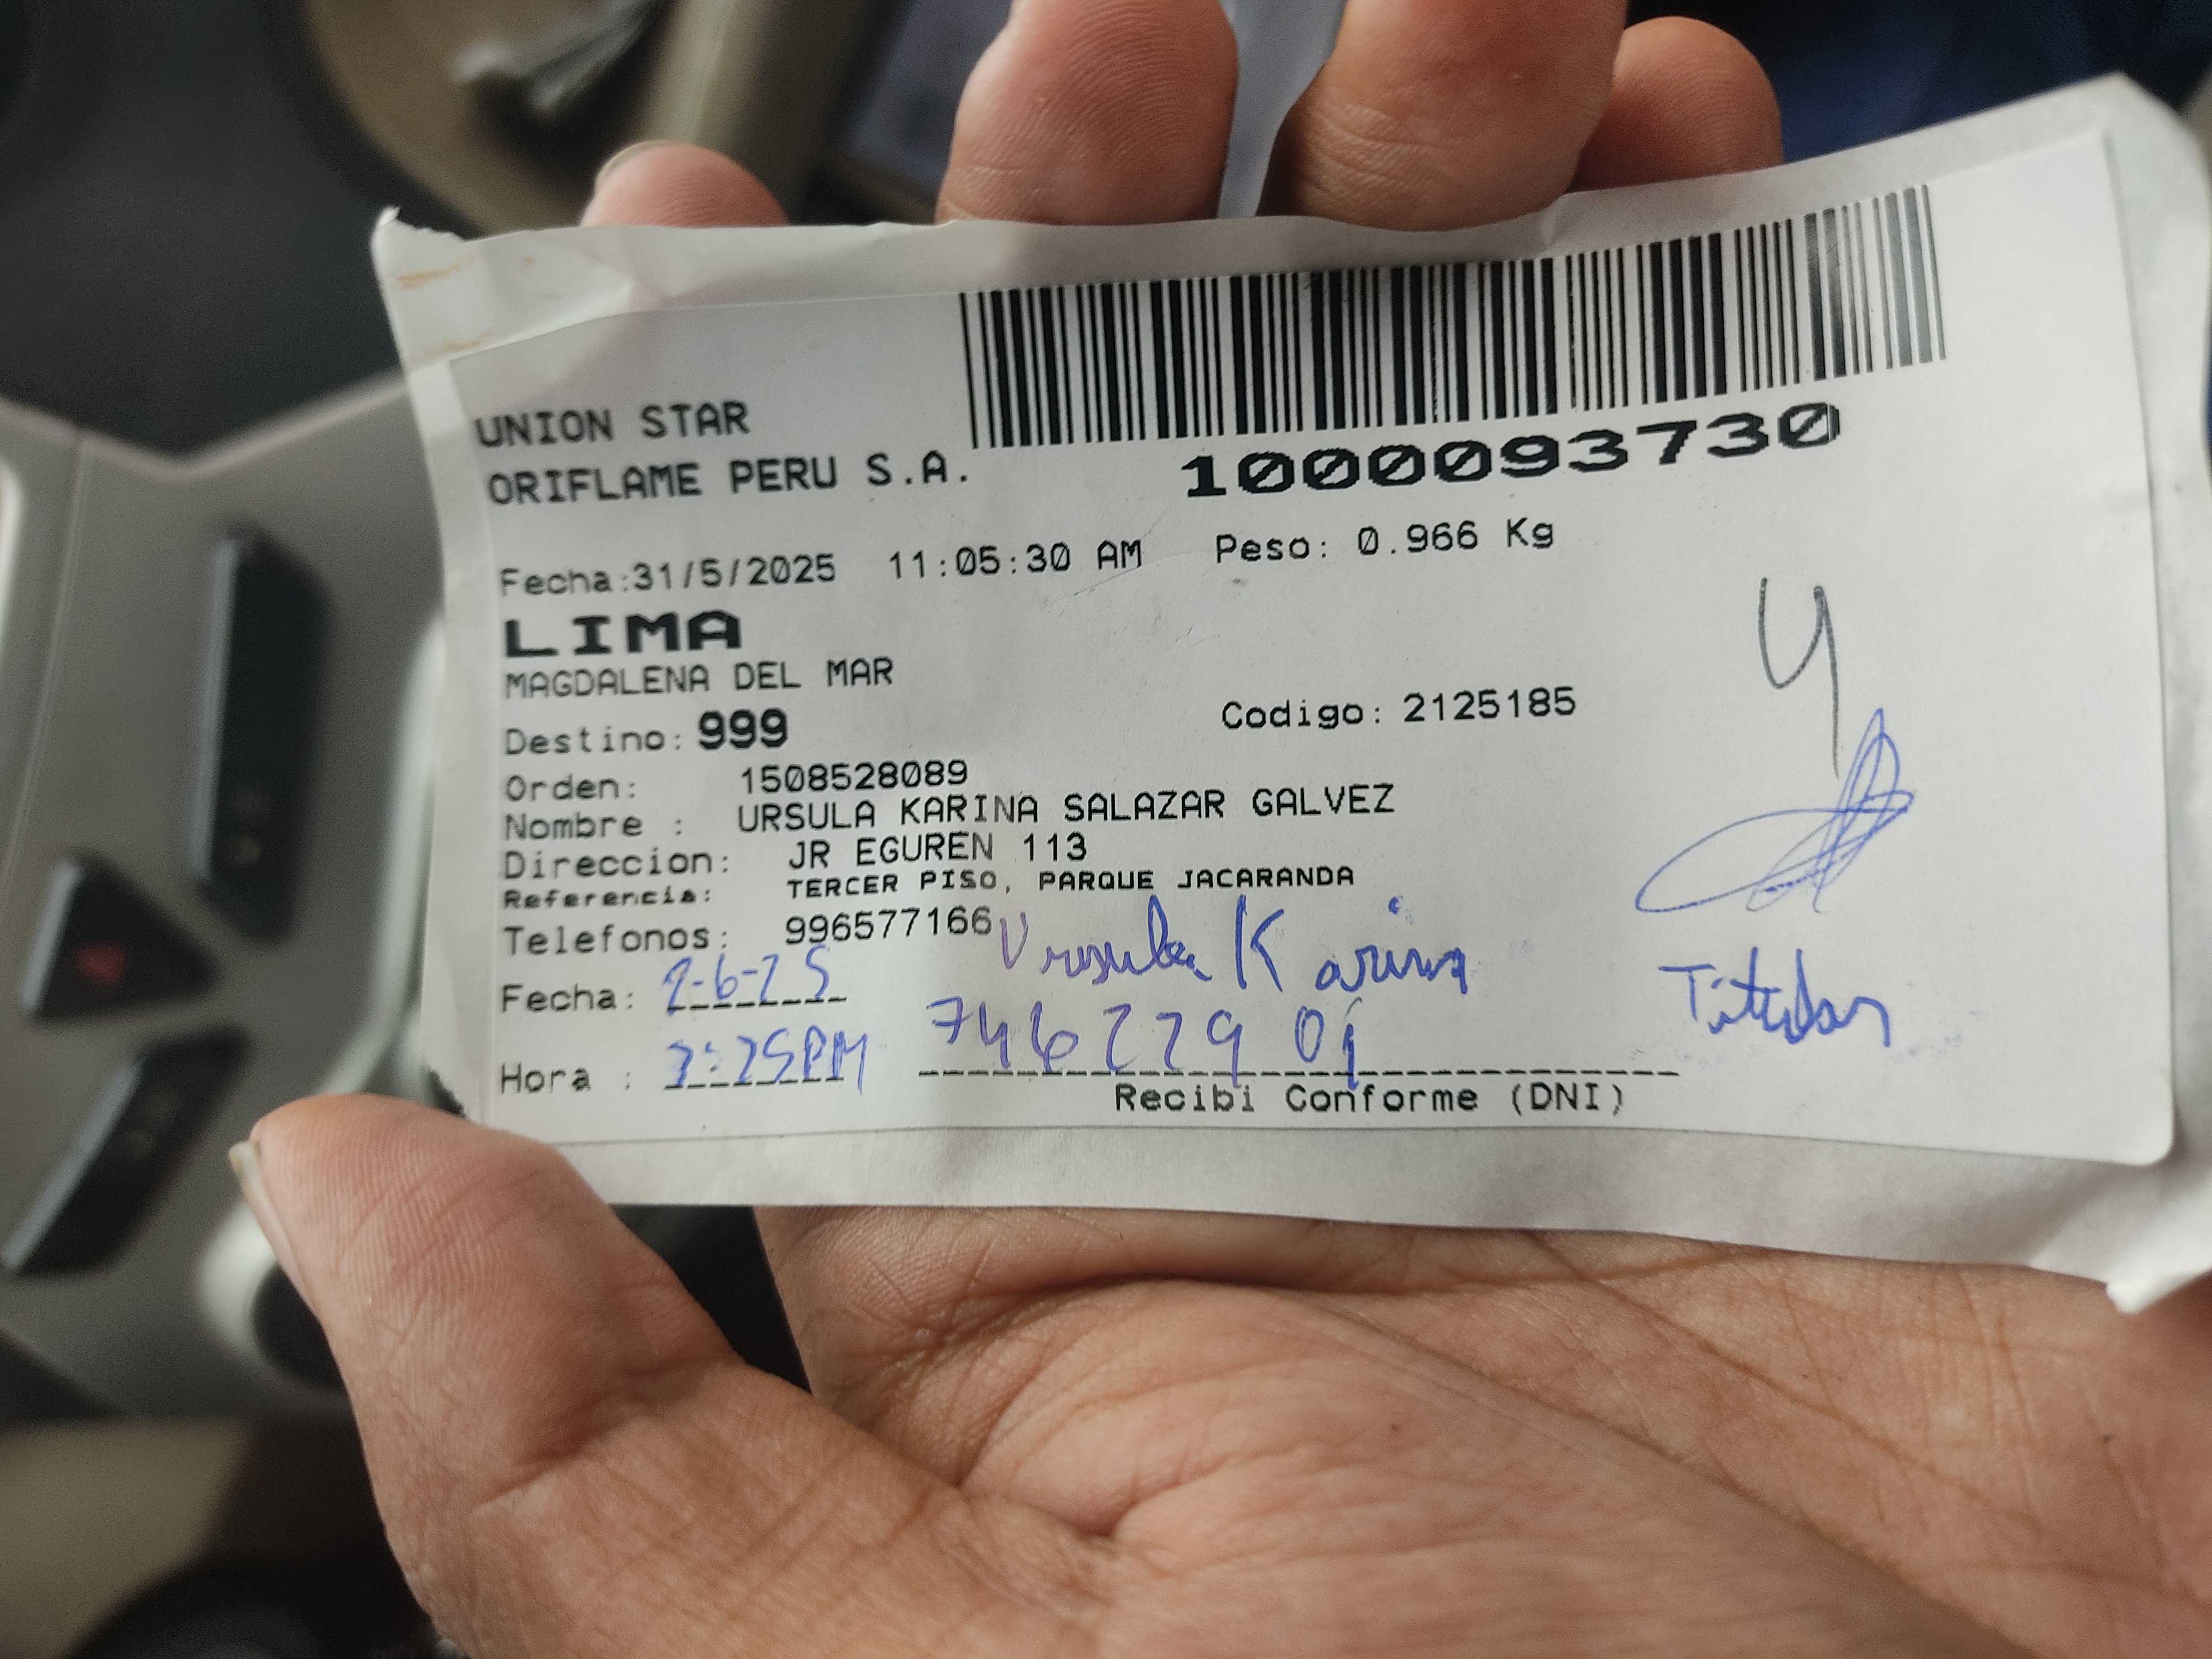 UNION STAR
ORIFLAME PERU S.A.
1000093730
Fecha:31/5/2025 11:05:30 AM Peso: 0.966 Kg
LIMA
MAGDALENA DEL MAR
Destino: 999 Codigo: 2125185
4
Orden: 1508528089
Nombre : URSULA KARINA SALAZAR GALVEZ
Direccion: JR EGUREN 113
Referencia: TERCER PISO, PARQUE JACARANDA
Telefonos: 996577166
Ursula Karina
Titular
Fecha: 2-6-25
Hora :
Recibi Conforme (DNI)